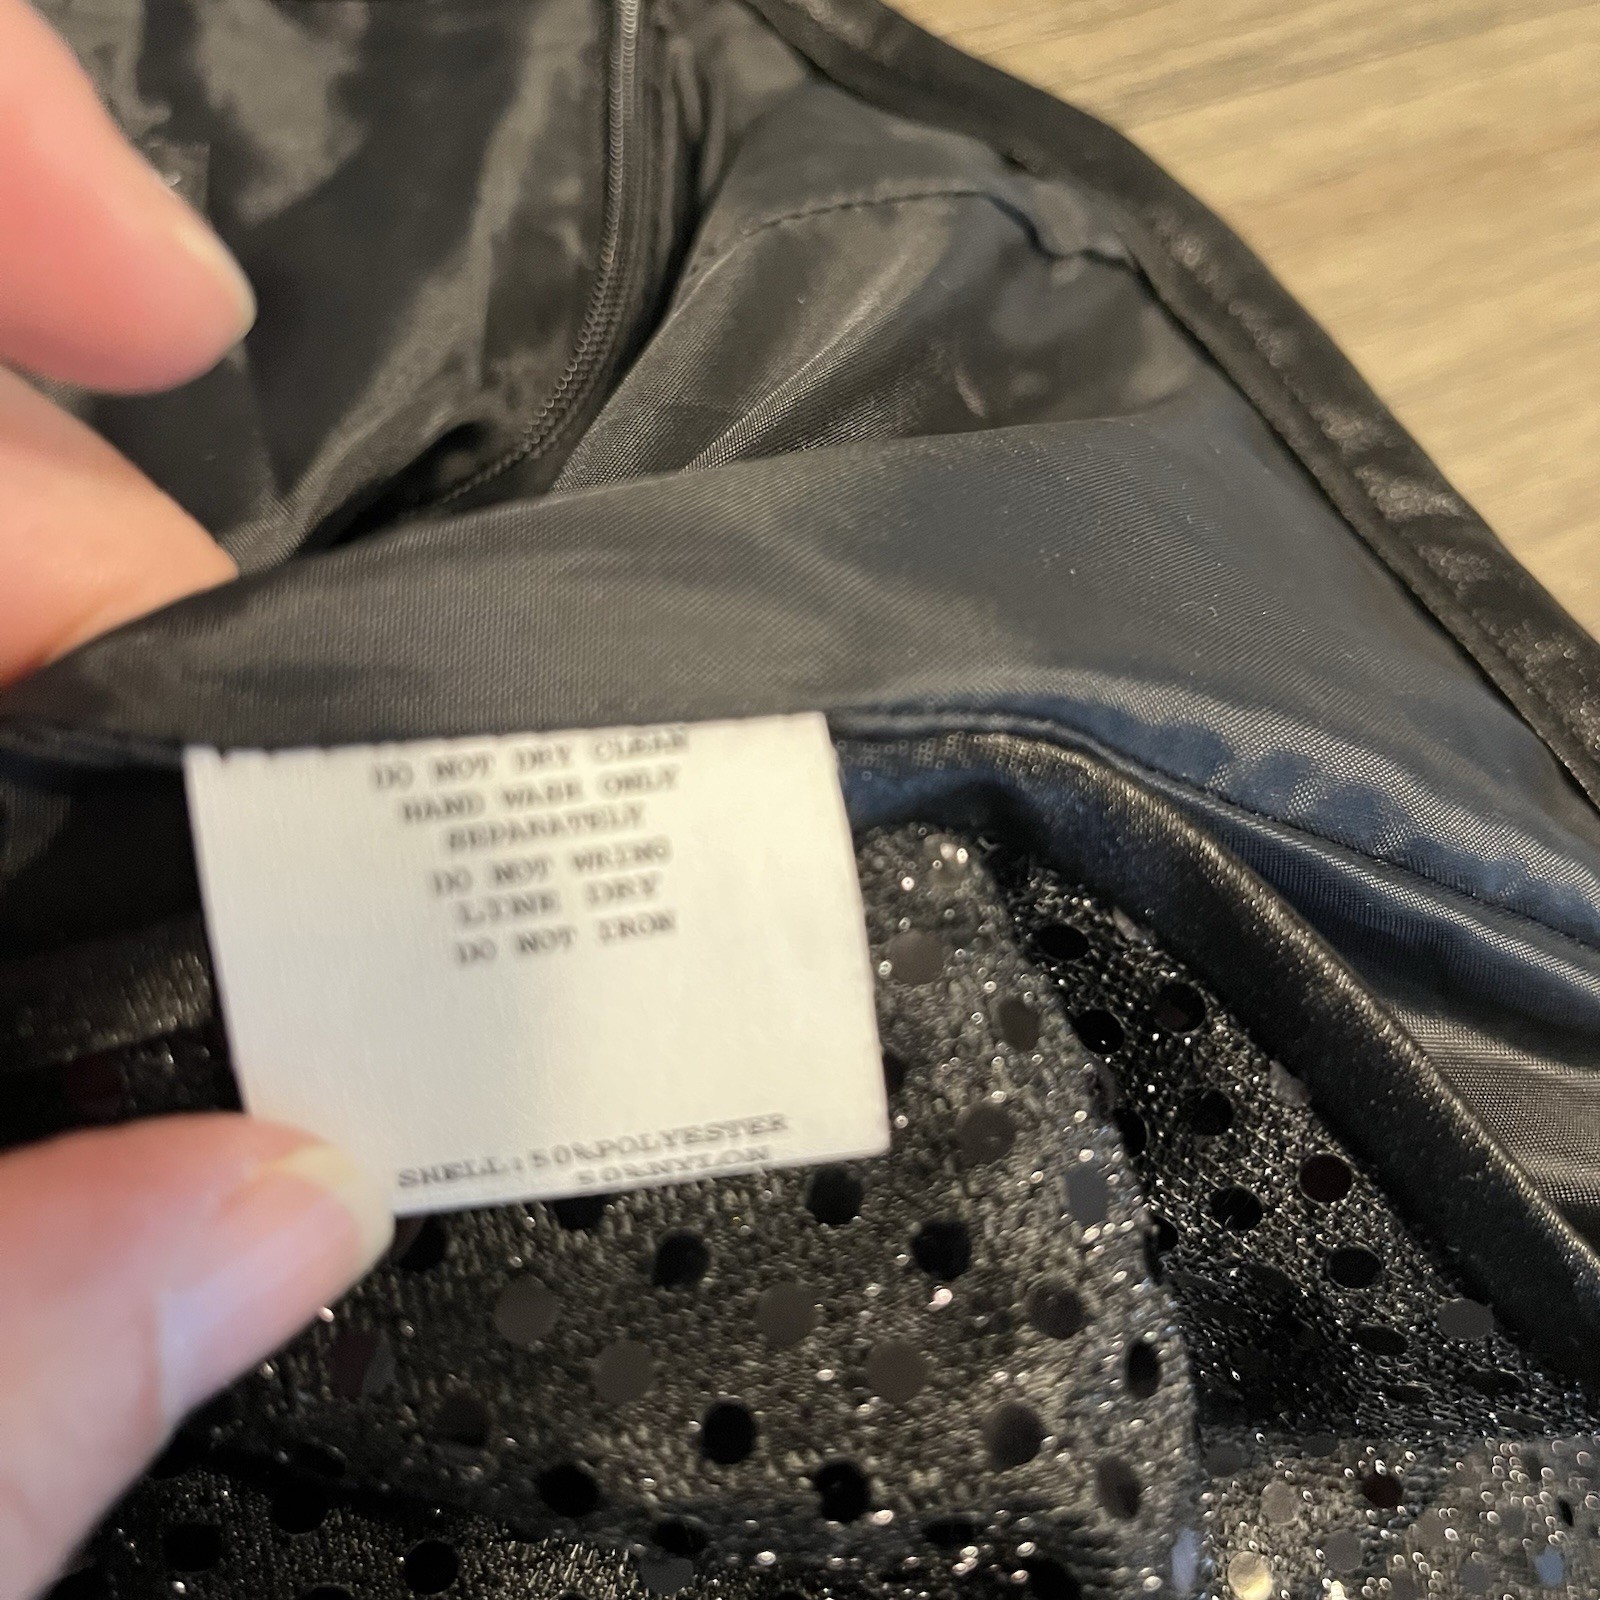 DO NOT DRY CLEAN
HAND WASH ONLY
SEPARATELY
DO NOT WRING
LINE DRY
DO NOT IRON
SHELL:50%POLYESTER
50%NYLON